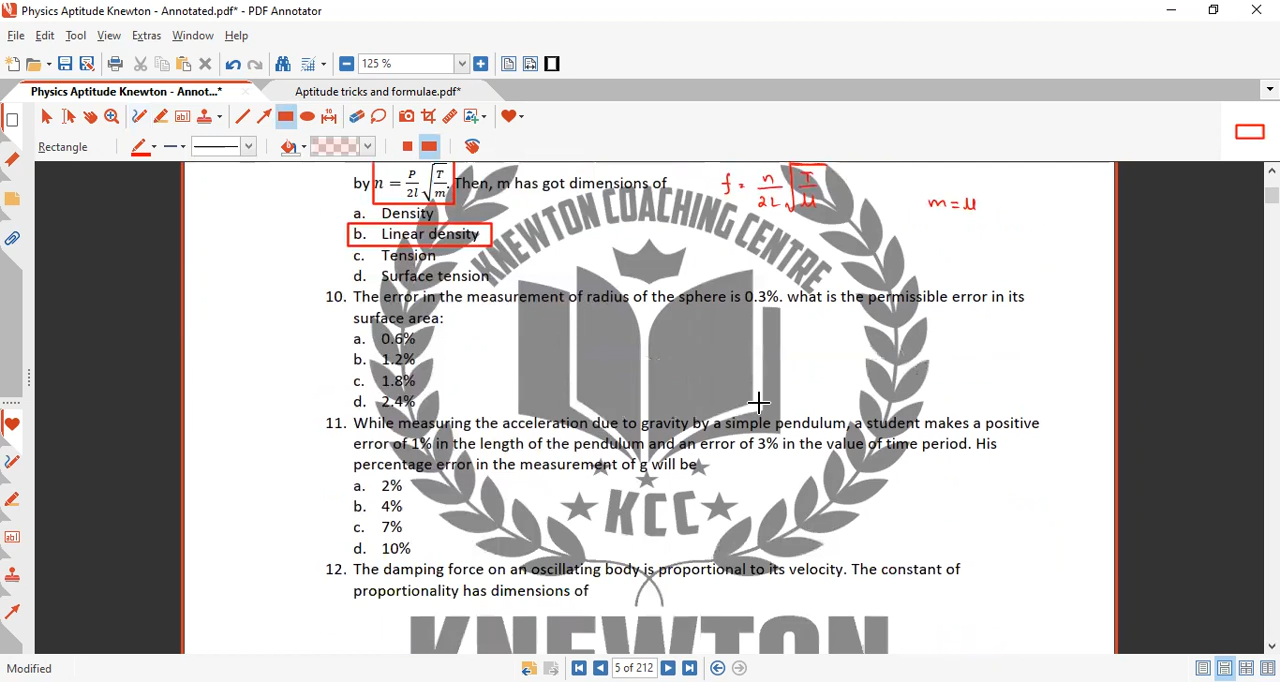 Physics Aptitude Knewton - Annotated.pdf* - PDF Annotator
File Edit Tool View Extras Window Help
125 %
Physics Aptitude Knewton - Annot...* Aptitude tricks and formulae.pdf*
Rectangle
by n = P/2l √T/m. Then, m has got dimensions of
f = n/2L √T/μ
m = μ
a. Density
b. Linear density
c. Tension
d. Surface tension
KNEWTON COACHING CENTRE
10. The error in the measurement of radius of the sphere is 0.3%. what is the permissible error in its
surface area:
a. 0.6%
b. 1.2%
c. 1.8%
d. 2.4%
11. While measuring the acceleration due to gravity by a simple pendulum, a student makes a positive
error of 1% in the length of the pendulum and an error of 3% in the value of time period. His
percentage error in the measurement of g will be
a. 2%
b. 4%
c. 7%
d. 10%
KCC
12. The damping force on an oscillating body is proportional to its velocity. The constant of
proportionality has dimensions of
KNEWTON
Modified
5 of 212